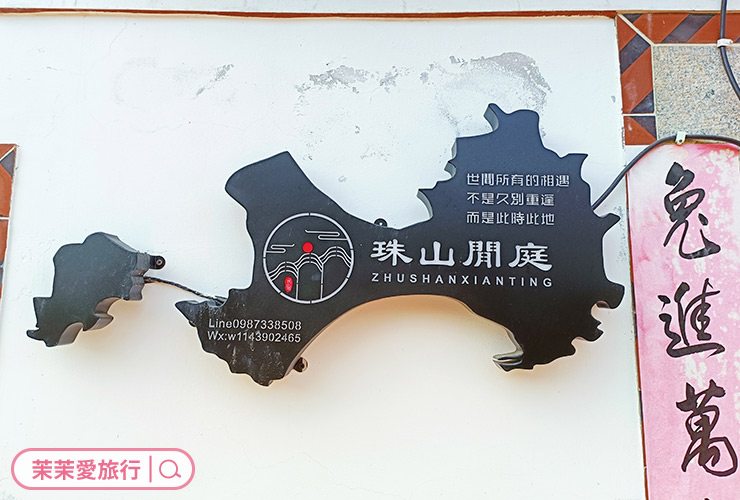 世間所有的相遇
不是久別重逢
而是此時此地
珠山閒庭
ZHUSHANXIANTING
Line0987338508
Wx:w1143902465
兔進萬
茉茉愛旅行